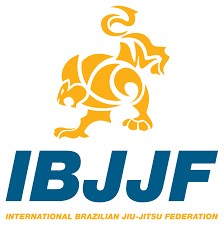 IBJJF
INTERNATIONAL BRAZILIAN JIU-JITSU FEDERATION